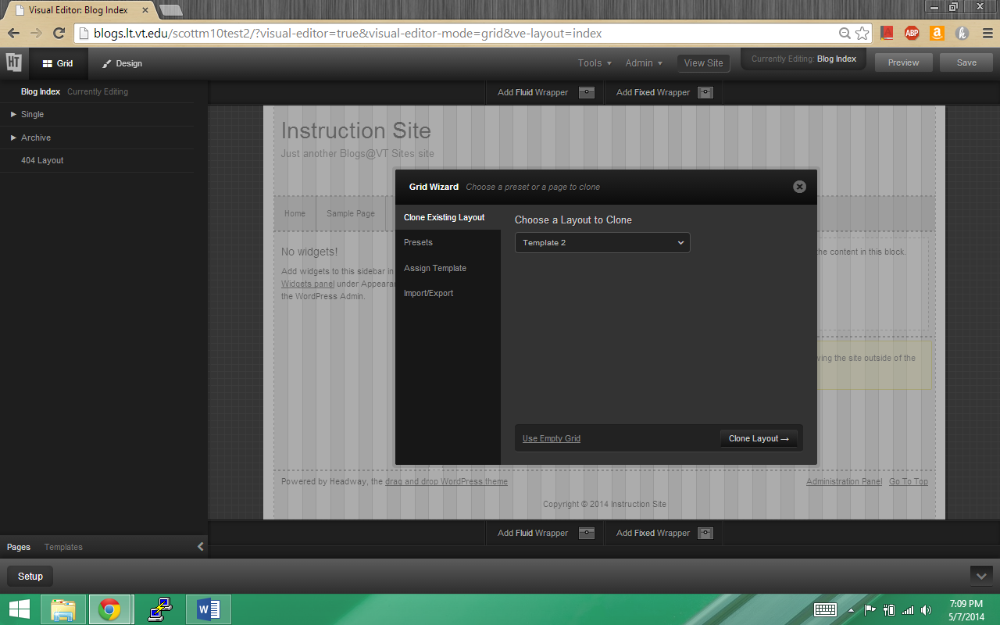 Visual Editor: Blog Index
blogs.lt.vt.edu/scottm10test2/?visual-editor=true&visual-editor-mode=grid&ve-layout=index
A
ABP
a
h
HT
Grid
Design
Tools
Admin
View Site
Currently Editing: Blog Index
Preview
Save
Blog Index Currently Editing
Single
Archive
404 Layout
Add Fluid Wrapper
Add Fixed Wrapper
Instruction Site
Just another Blogs@VT Sites site
Home
Sample Page
No widgets!
Add widgets to this sidebar in
Widgets panel under Appeara
the WordPress Admin.
the content in this block.
wing the site outside of the
Grid Wizard Choose a preset or a page to clone
Clone Existing Layout
Presets
Assign Template
Import/Export
Choose a Layout to Clone
Template 2
Use Empty Grid
Clone Layout →
Powered by Headway, the drag and drop WordPress theme
Administration Panel Go To Top
Copyright © 2014 Instruction Site
Add Fluid Wrapper
Add Fixed Wrapper
Pages
Templates
Setup
W
7:09 PM
5/7/2014